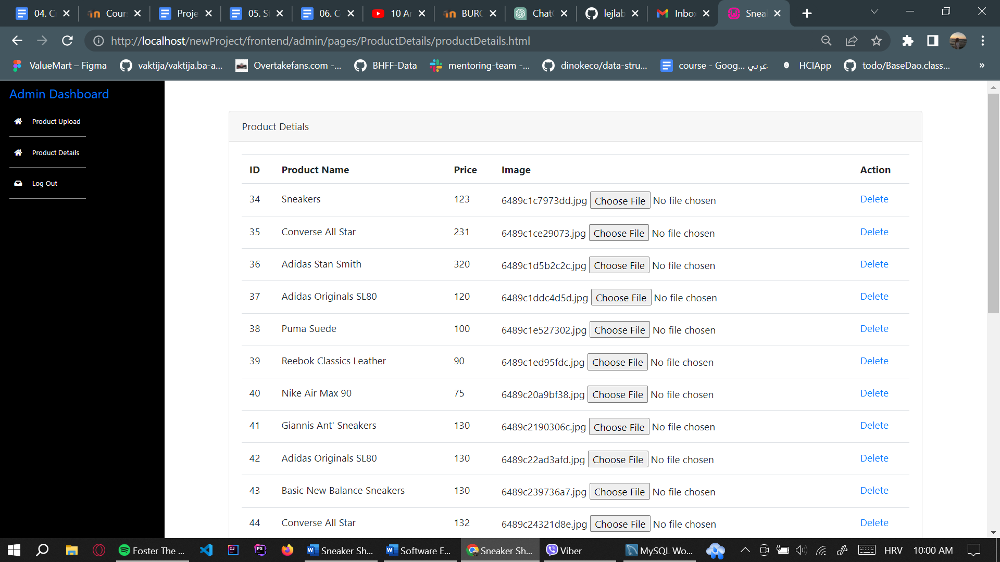 04. C
Cour
Proje
05. S
06. C
10 Ar
BURC
Chat
lejlab
Inbo
Sneal
http://localhost/newProject/frontend/admin/pages/ProductDetails/productDetails.html
ValueMart – Figma
vaktija/vaktija.ba-a...
Overtakefans.com -...
BHFF-Data
mentoring-team -...
dinokeco/data-stru...
course - Goog... عربي
HCIApp
todo/BaseDao.class...
»
Admin Dashboard
Product Upload
Product Details
Log Out
Product Detials
ID Product Name Price Image Action
34 Sneakers 123 6489c1c7973dd.jpg Choose File No file chosen Delete
35 Converse All Star 231 6489c1ce29073.jpg Choose File No file chosen Delete
36 Adidas Stan Smith 320 6489c1d5b2c2c.jpg Choose File No file chosen Delete
37 Adidas Originals SL80 120 6489c1ddc4d5d.jpg Choose File No file chosen Delete
38 Puma Suede 100 6489c1e527302.jpg Choose File No file chosen Delete
39 Reebok Classics Leather 90 6489c1ed95fdc.jpg Choose File No file chosen Delete
40 Nike Air Max 90 75 6489c20a9bf38.jpg Choose File No file chosen Delete
41 Giannis Ant' Sneakers 130 6489c2190306c.jpg Choose File No file chosen Delete
42 Adidas Originals SL80 130 6489c22ad3afd.jpg Choose File No file chosen Delete
43 Basic New Balance Sneakers 130 6489c239736a7.jpg Choose File No file chosen Delete
44 Converse All Star 132 6489c24321d8e.jpg Choose File No file chosen Delete
Foster The ...
Sneaker Sh...
Software E...
Sneaker Sh...
Viber
MySQL Wo...
HRV
10:00 AM